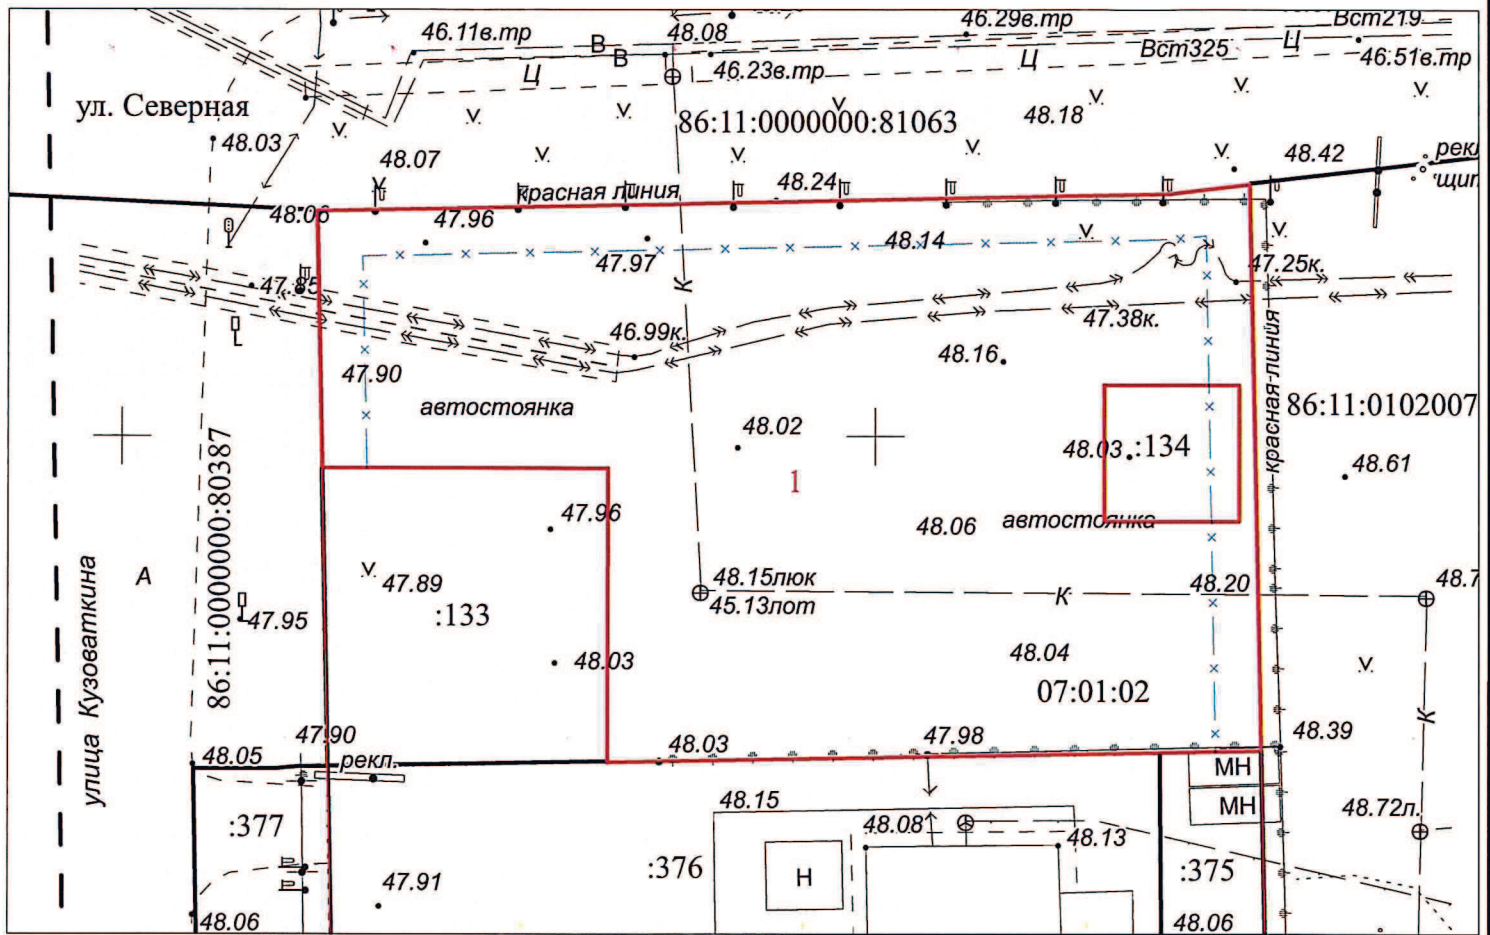 46.11в.тр
В
48.08
46.29в.тр
Вст219
Ц
В
46.23в.тр
Ц
Вст325
Ц
46.51в.тр
ул. Северная
48.03
86:11:0000000:81063
48.18
48.07
48.42
рекл
щит
красная линия
48.24
48.06
47.96
48.14
47.97
47.25к.
47.85
К
46.99к.
47.38к.
48.16
47.90
автостоянка
красная линия
86:11:0102007
48.02
48.03
:134
48.61
86:11:0000000:80387
1
47.96
48.06
автостоянка
улица Кузоваткина
А
47.89
48.15люк
45.13лот
К
48.20
48.7
47.95
:133
48.03
48.04
07:01:02
К
47.90
48.05
рекл.
48.03
47.98
48.39
МН
МН
48.15
48.72л.
:377
48.08
48.13
47.91
:376
Н
:375
48.06
48.06